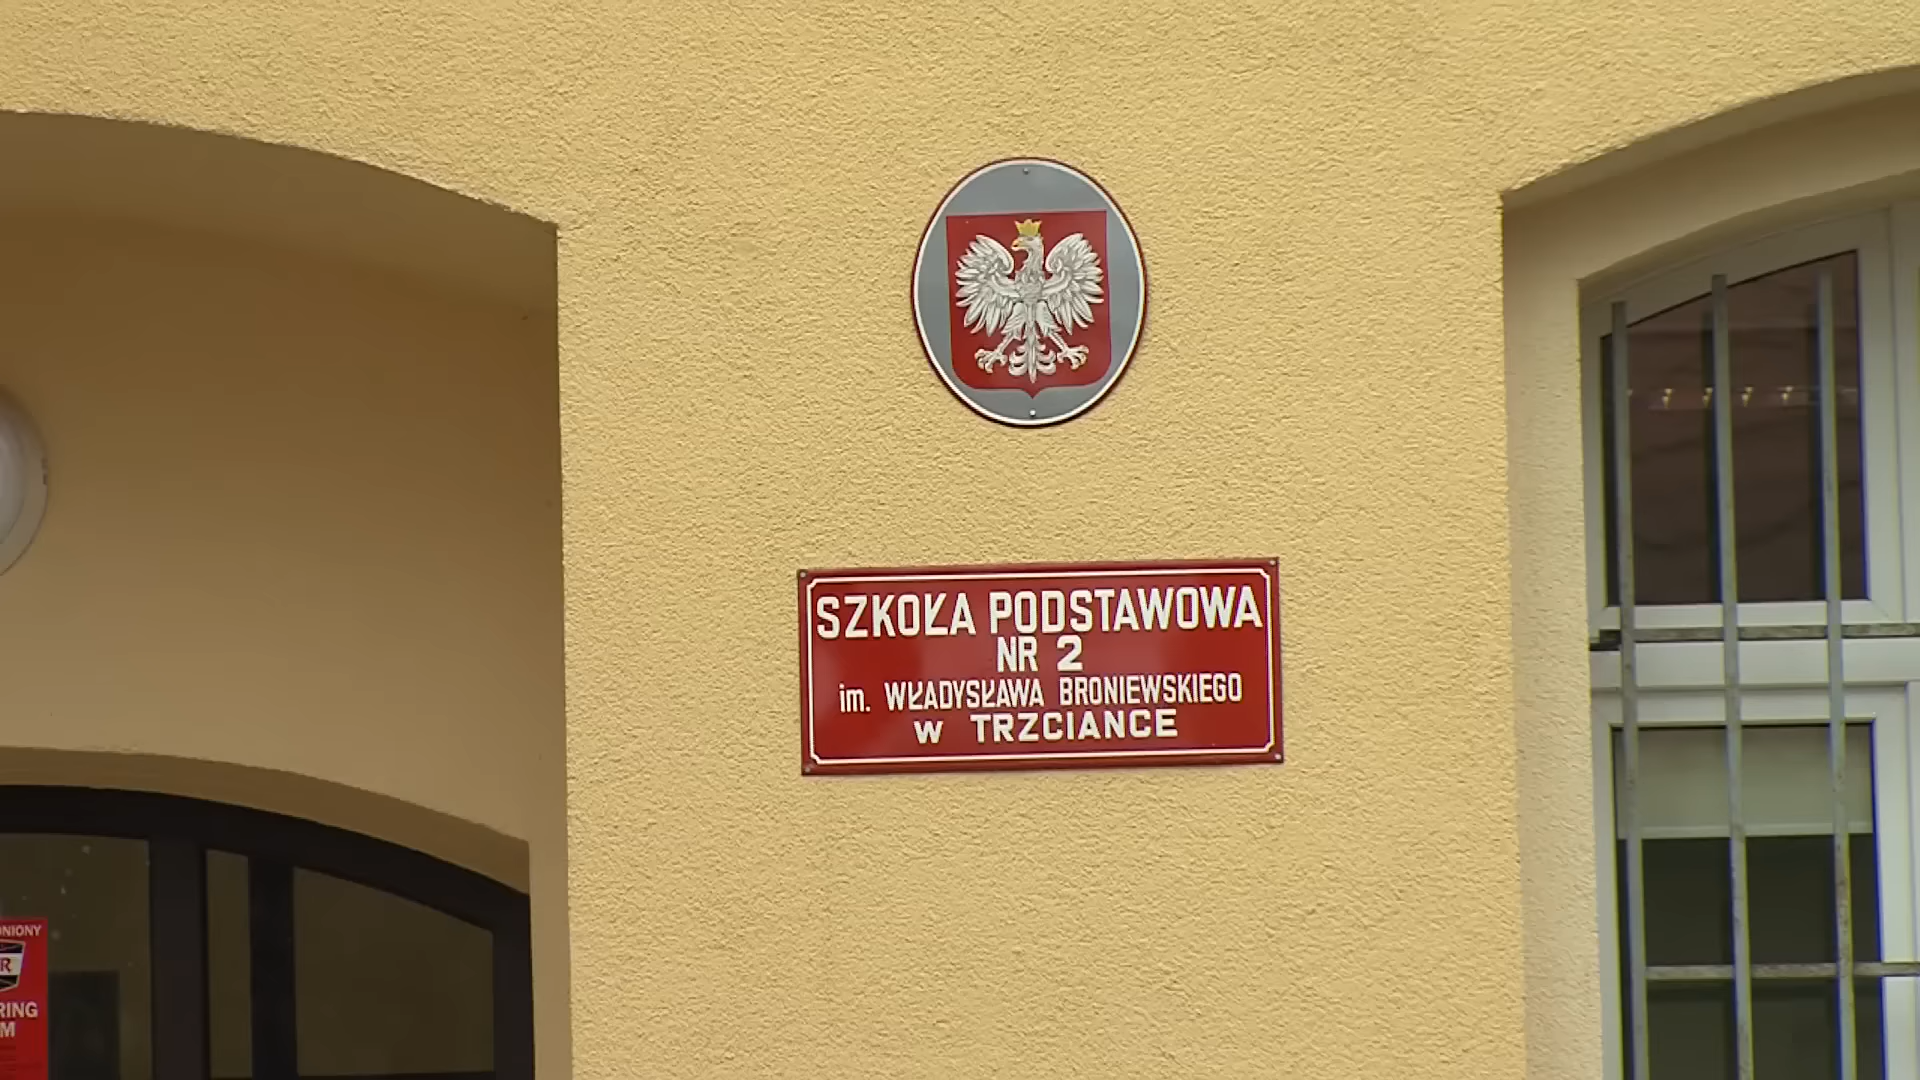 SZKOŁA PODSTAWOWA
NR 2
im. WŁADYSŁAWA BRONIEWSKIEGO
w TRZCIANCE